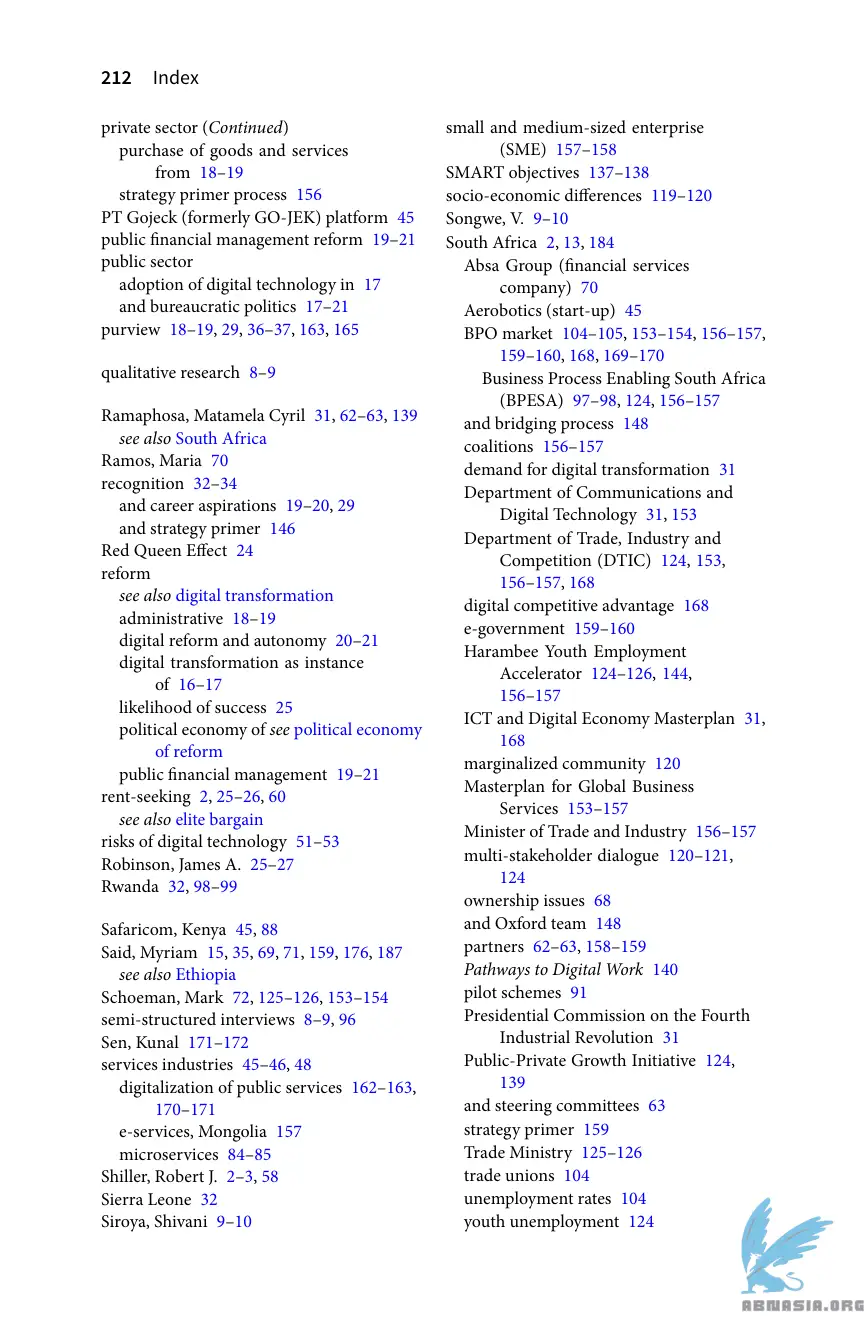 212 Index
private sector (Continued)
purchase of goods and services
from 18–19
strategy primer process 156
PT Gojeck (formerly GO-JEK) platform 45
public financial management reform 19–21
public sector
adoption of digital technology in 17
and bureaucratic politics 17–21
purview 18–19, 29, 36–37, 163, 165
qualitative research 8–9
Ramaphosa, Matamela Cyril 31, 62–63, 139
see also South Africa
Ramos, Maria 70
recognition 32–34
and career aspirations 19–20, 29
and strategy primer 146
Red Queen Effect 24
reform
see also digital transformation
administrative 18–19
digital reform and autonomy 20–21
digital transformation as instance
of 16–17
likelihood of success 25
political economy of see political economy
of reform
public financial management 19–21
rent-seeking 2, 25–26, 60
see also elite bargain
risks of digital technology 51–53
Robinson, James A. 25–27
Rwanda 32, 98–99
Safaricom, Kenya 45, 88
Said, Myriam 15, 35, 69, 71, 159, 176, 187
see also Ethiopia
Schoeman, Mark 72, 125–126, 153–154
semi-structured interviews 8–9, 96
Sen, Kunal 171–172
services industries 45–46, 48
digitalization of public services 162–163,
170–171
e-services, Mongolia 157
microservices 84–85
Shiller, Robert J. 2–3, 58
Sierra Leone 32
Siroya, Shivani 9–10
small and medium-sized enterprise
(SME) 157–158
SMART objectives 137–138
socio-economic differences 119–120
Songwe, V. 9–10
South Africa 2, 13, 184
Absa Group (financial services
company) 70
Aerobotics (start-up) 45
BPO market 104–105, 153–154, 156–157,
159–160, 168, 169–170
Business Process Enabling South Africa
(BPESA) 97–98, 124, 156–157
and bridging process 148
coalitions 156–157
demand for digital transformation 31
Department of Communications and
Digital Technology 31, 153
Department of Trade, Industry and
Competition (DTIC) 124, 153,
156–157, 168
digital competitive advantage 168
e-government 159–160
Harambee Youth Employment
Accelerator 124–126, 144,
156–157
ICT and Digital Economy Masterplan 31,
168
marginalized community 120
Masterplan for Global Business
Services 153–157
Minister of Trade and Industry 156–157
multi-stakeholder dialogue 120–121,
124
ownership issues 68
and Oxford team 148
partners 62–63, 158–159
Pathways to Digital Work 140
pilot schemes 91
Presidential Commission on the Fourth
Industrial Revolution 31
Public-Private Growth Initiative 124,
139
and steering committees 63
strategy primer 159
Trade Ministry 125–126
trade unions 104
unemployment rates 104
youth unemployment 124
ABNASIA.ORG